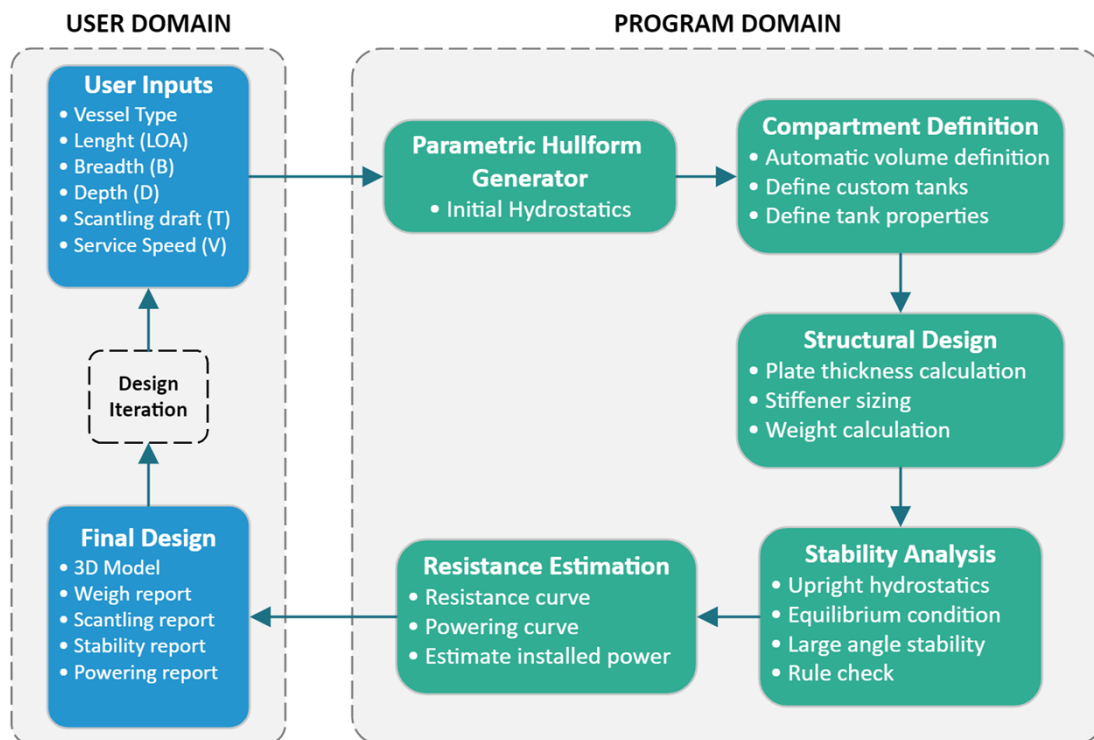 USER DOMAIN
PROGRAM DOMAIN
User Inputs
• Vessel Type
• Lenght (LOA)
• Breadth (B)
• Depth (D)
• Scantling draft (T)
• Service Speed (V)
Design
Iteration
Final Design
• 3D Model
• Weigh report
• Scantling report
• Stability report
• Powering report
Parametric Hullform
Generator
• Initial Hydrostatics
Compartment Definition
• Automatic volume definition
• Define custom tanks
• Define tank properties
Structural Design
• Plate thickness calculation
• Stiffener sizing
• Weight calculation
Stability Analysis
• Upright hydrostatics
• Equilibrium condition
• Large angle stability
• Rule check
Resistance Estimation
• Resistance curve
• Powering curve
• Estimate installed power